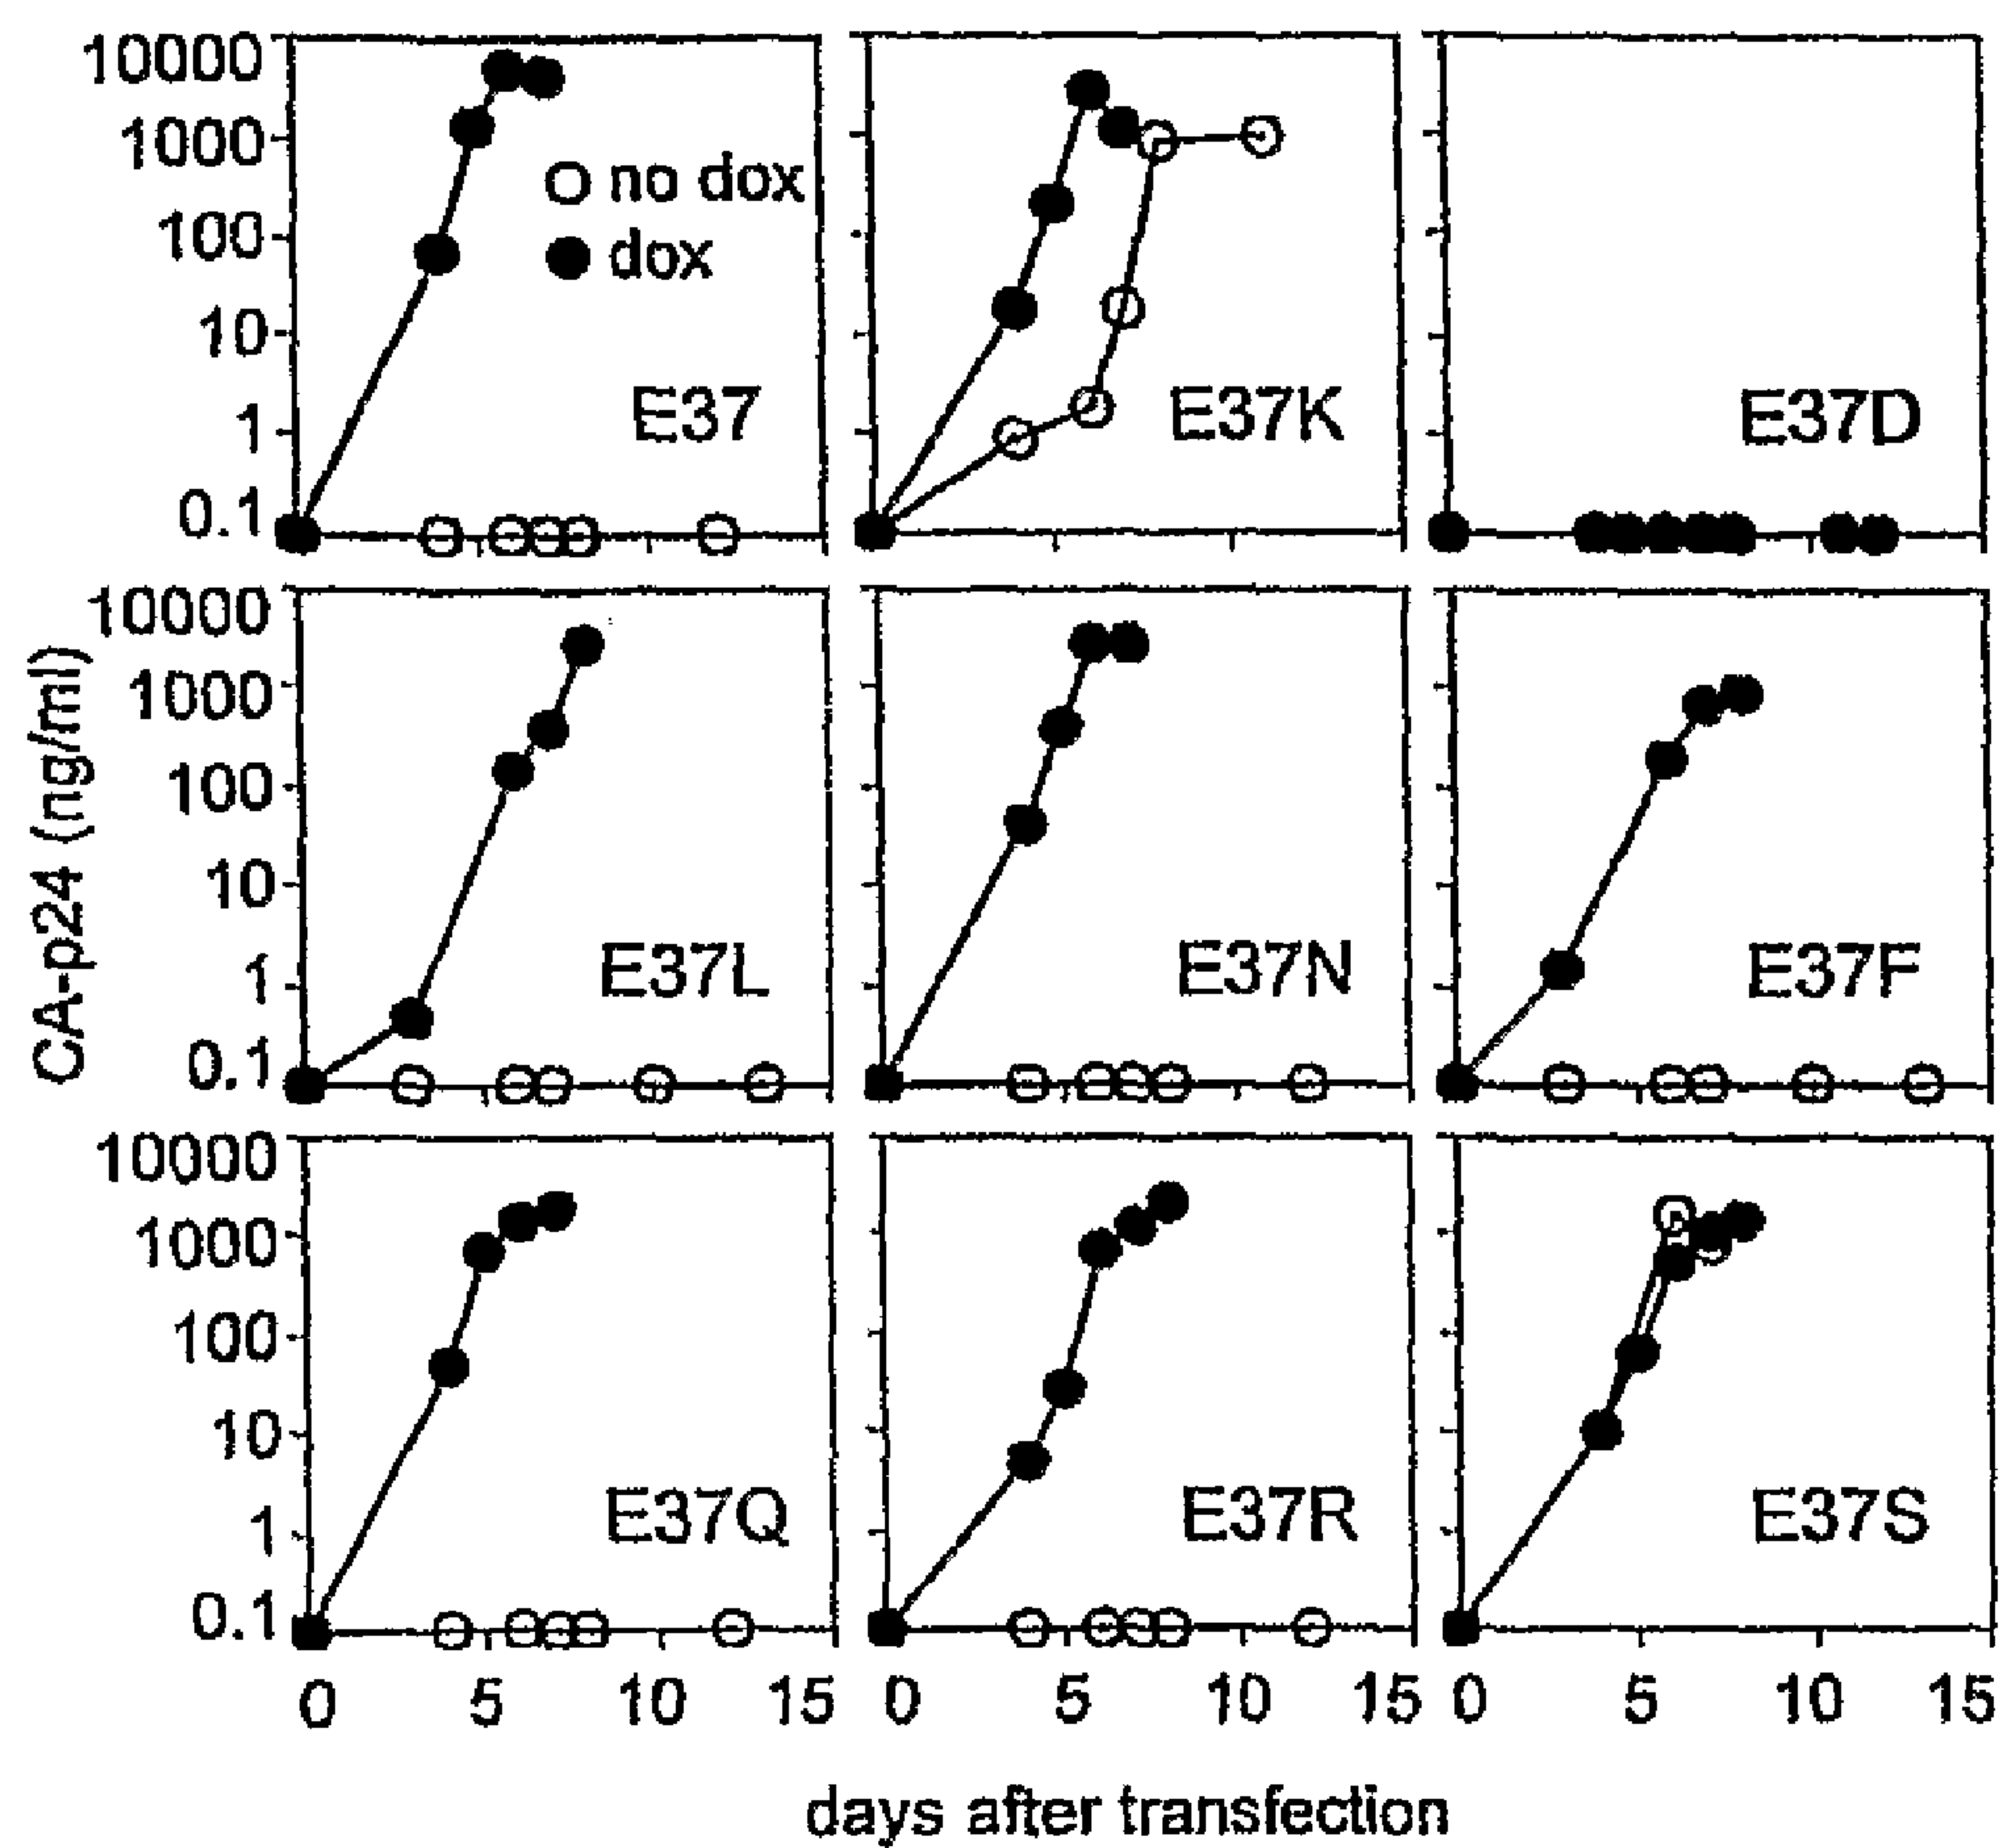 10000
1000
100
10
1
0.1
no dox
dox
E37
E37K
E37D
CA-p24 (ng/ml)
10000
1000
100
10
1
0.1
E37L
E37N
E37F
10000
1000
100
10
1
0.1
E37Q
E37R
E37S
0 5 10 15 0 5 10 15 0 5 10 15
days after transfection